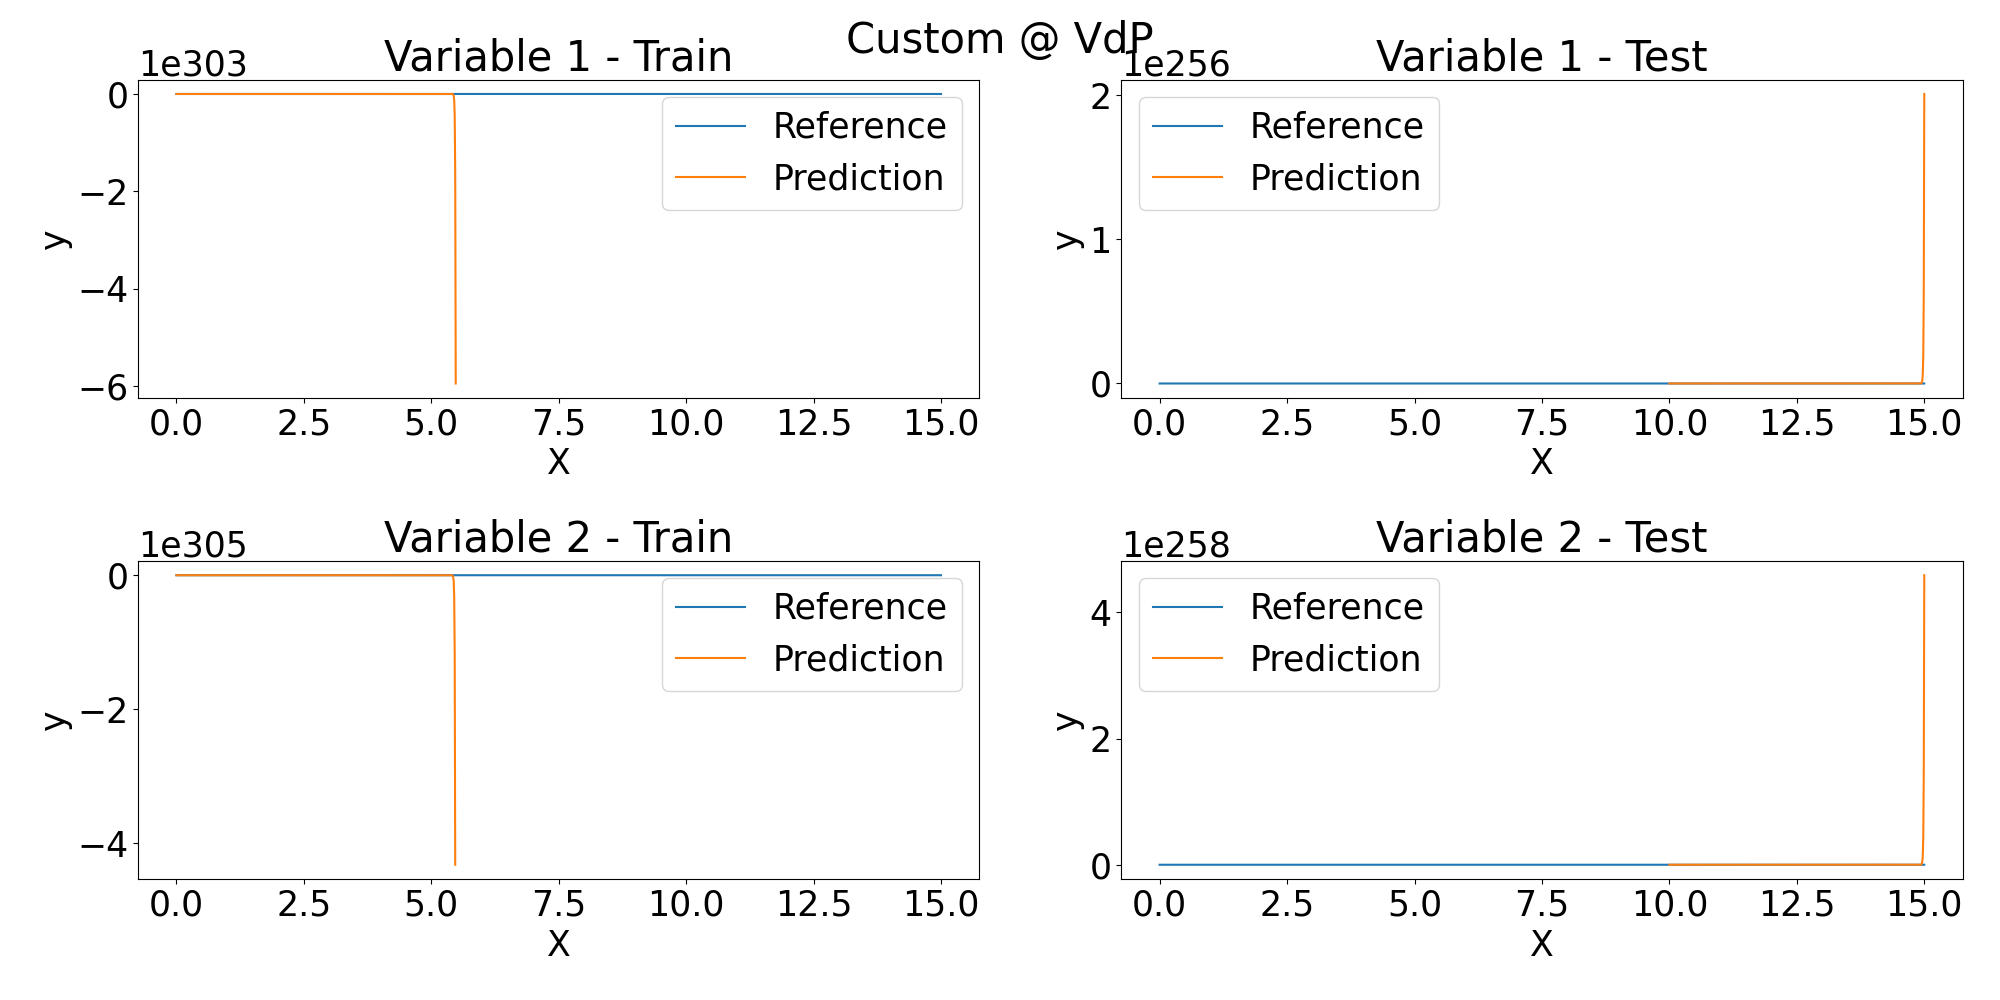 Custom @ VdP
Variable 1 - Train
1e303
0
−2
−4
−6
y
Reference
Prediction
0.0 2.5 5.0 7.5 10.0 12.5 15.0
X
Variable 1 - Test
1e256
2
1
0
y
Reference
Prediction
0.0 2.5 5.0 7.5 10.0 12.5 15.0
X
Variable 2 - Train
1e305
0
−2
−4
y
Reference
Prediction
0.0 2.5 5.0 7.5 10.0 12.5 15.0
X
Variable 2 - Test
1e258
4
2
0
y
Reference
Prediction
0.0 2.5 5.0 7.5 10.0 12.5 15.0
X